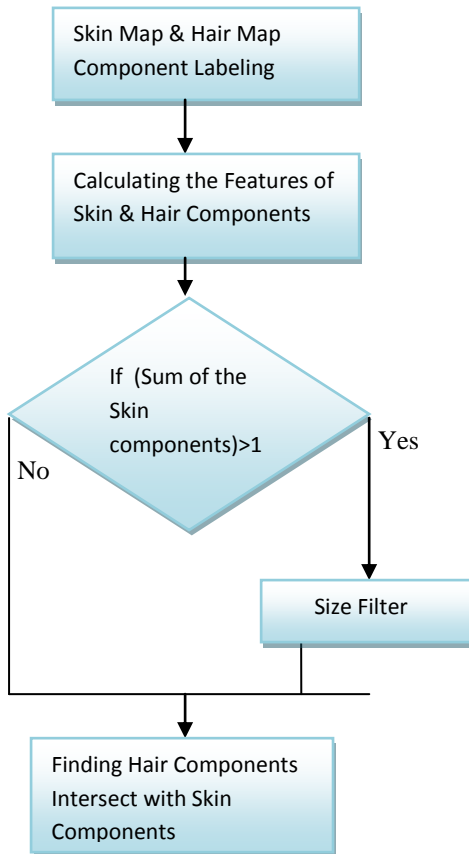 Skin Map & Hair Map
Component Labeling
Calculating the Features of
Skin & Hair Components
If (Sum of the
Skin
components)>1
No
Yes
Size Filter
Finding Hair Components
Intersect with Skin
Components